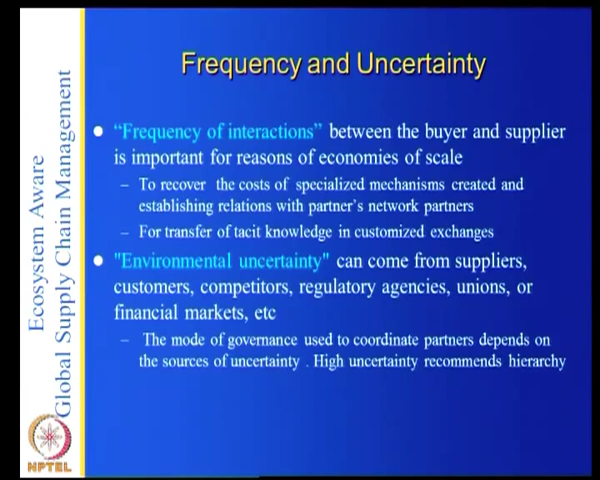 Frequency and Uncertainty
Ecosystem Aware
Global Supply Chain Management
● “Frequency of interactions” between the buyer and supplier
is important for reasons of economies of scale
– To recover the costs of specialized mechanisms created and
establishing relations with partner’s network partners
– For transfer of tacit knowledge in customized exchanges
● "Environmental uncertainty" can come from suppliers,
customers, competitors, regulatory agencies, unions, or
financial markets, etc
– The mode of governance used to coordinate partners depends on
the sources of uncertainty . High uncertainty recommends hierarchy
NPTEL